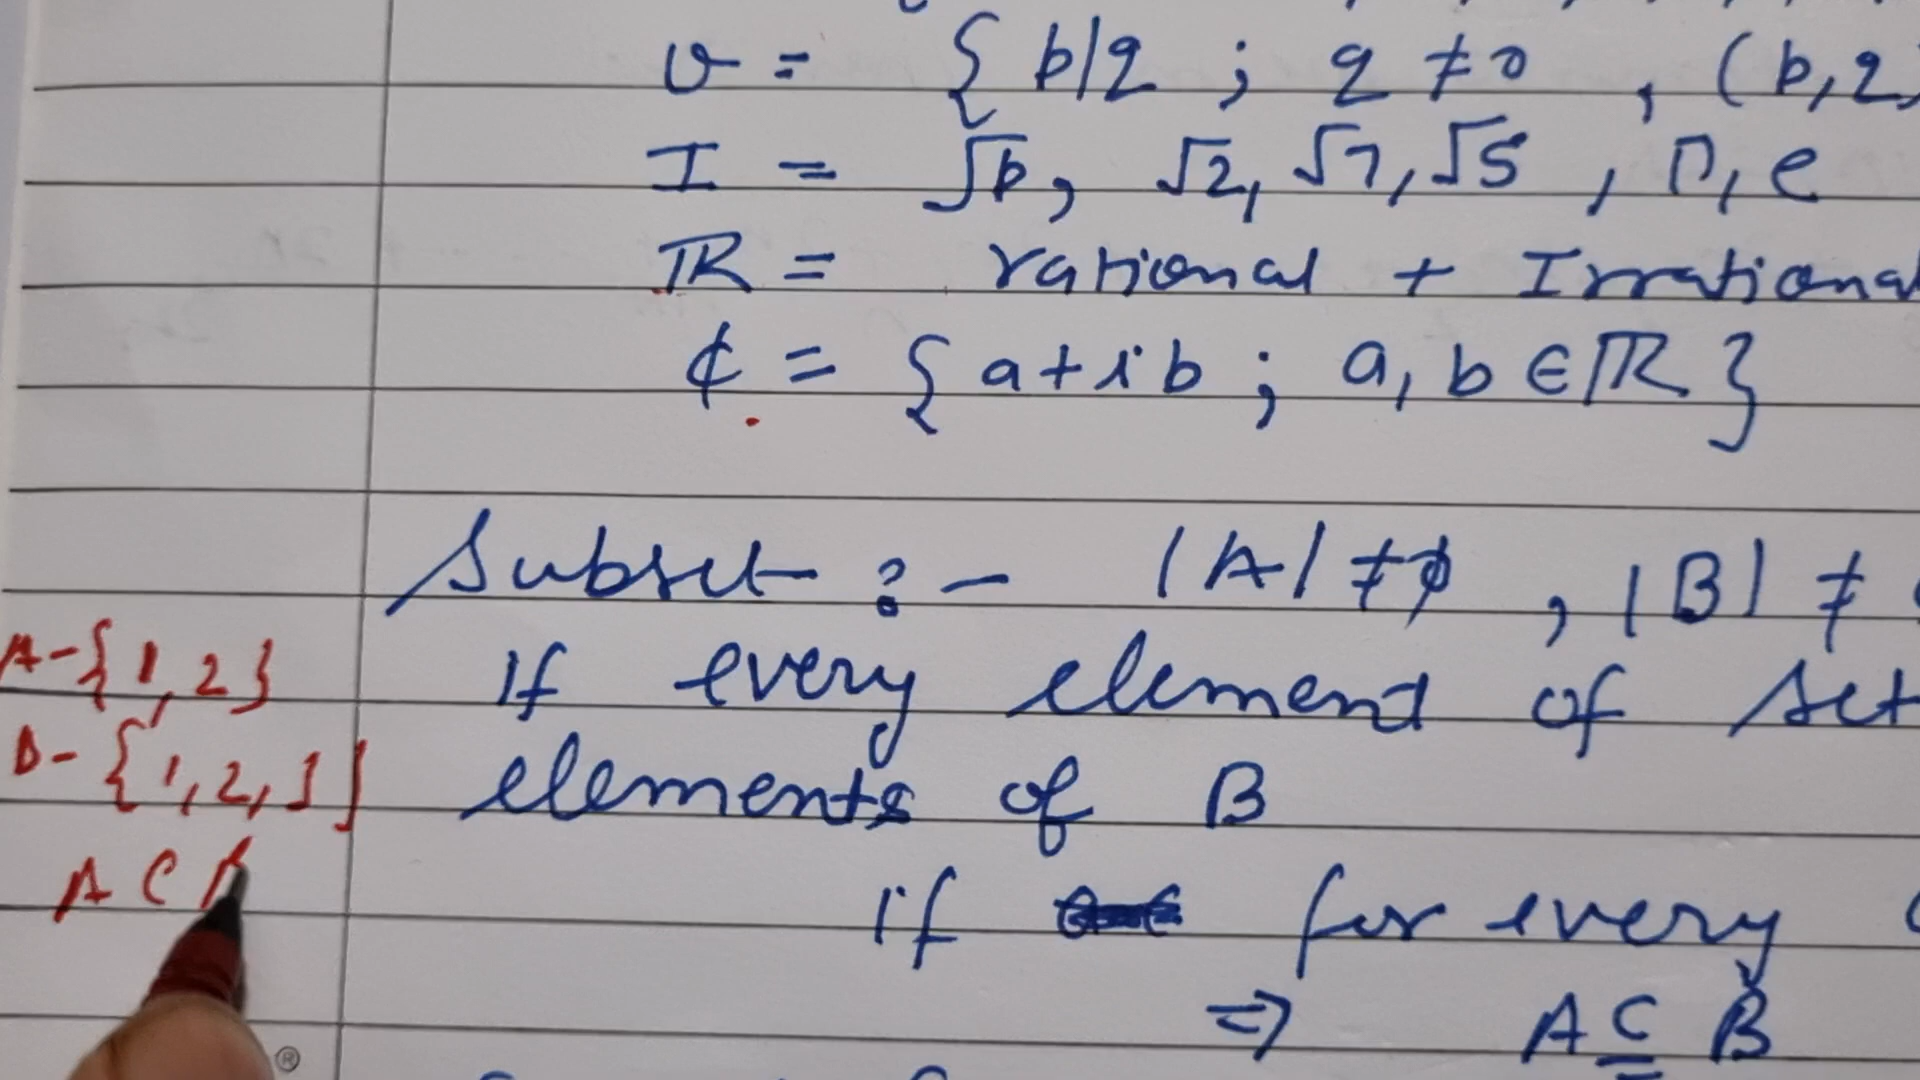 Q = { p/q ; q ≠ 0 , (p,q)
I = √p, √2, √7, √5 , π, e
ℝ = rational + Irrational
ℂ = { a+ib ; a, b ∈ ℝ }
Subset :- |A| ≠ ϕ , |B| ≠
A-{1,2}
If every element of set
B-{1,2,3}
elements of B
A ⊂
if for every
⇒ A ⊆ B
®